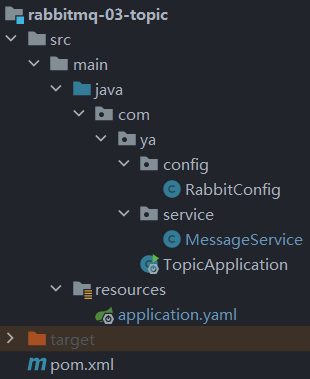 rabbitmq-03-topic
src
main
java
com
ya
config
RabbitConfig
service
MessageService
TopicApplication
resources
application.yaml
target
pom.xml